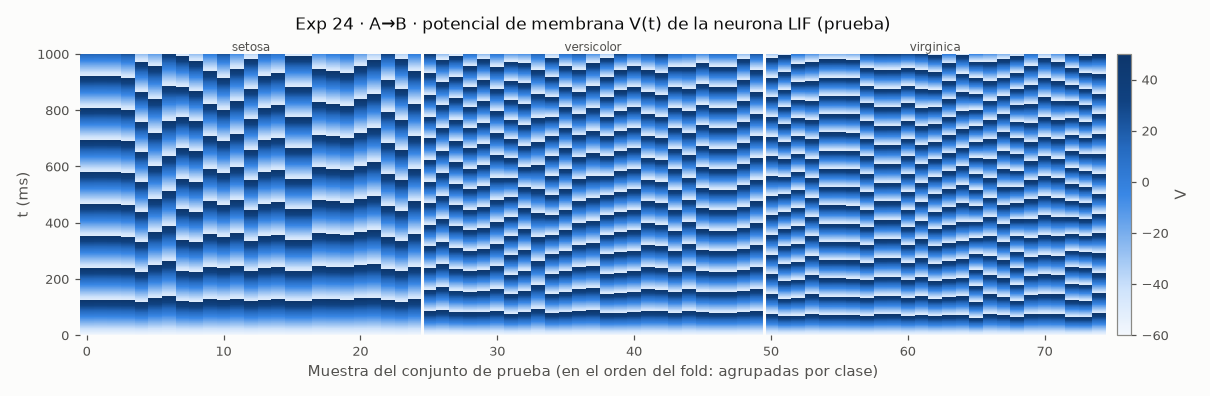 Exp 24 · A→B · potencial de membrana V(t) de la neurona LIF (prueba)
setosa versicolor virginica
1000
800
600
400
200
0
t (ms)
0 10 20 30 40 50 60 70
Muestra del conjunto de prueba (en el orden del fold: agrupadas por clase)
40
20
0
−20
−40
−60
V